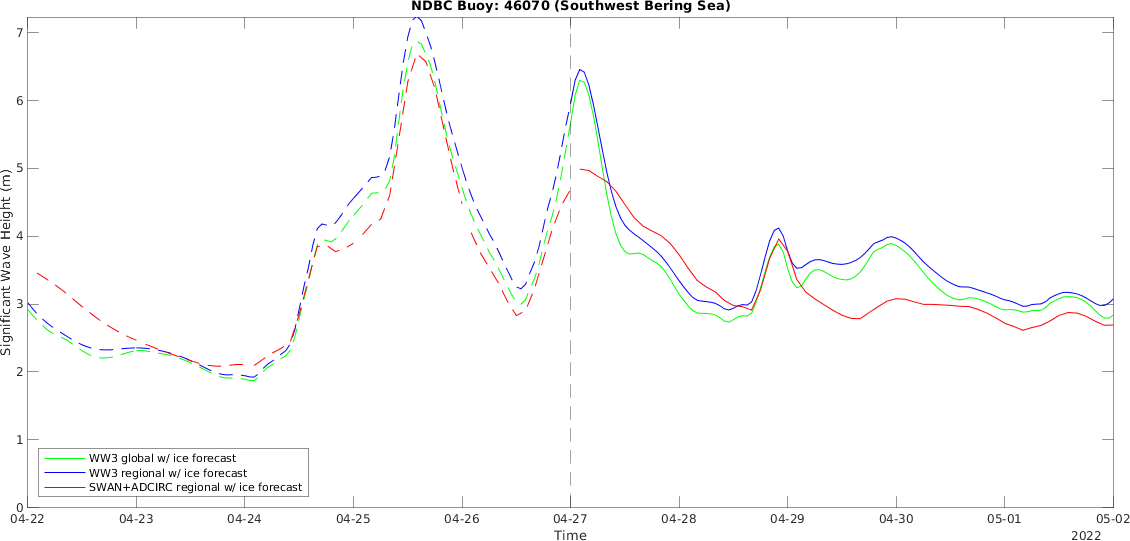 NDBC Buoy: 46070 (Southwest Bering Sea)
Significant Wave Height (m)
7
6
5
4
3
2
1
0
WW3 global w/ ice forecast
WW3 regional w/ ice forecast
SWAN+ADCIRC regional w/ ice forecast
04-22 04-23 04-24 04-25 04-26 04-27 04-28 04-29 04-30 05-01 05-02
Time
2022